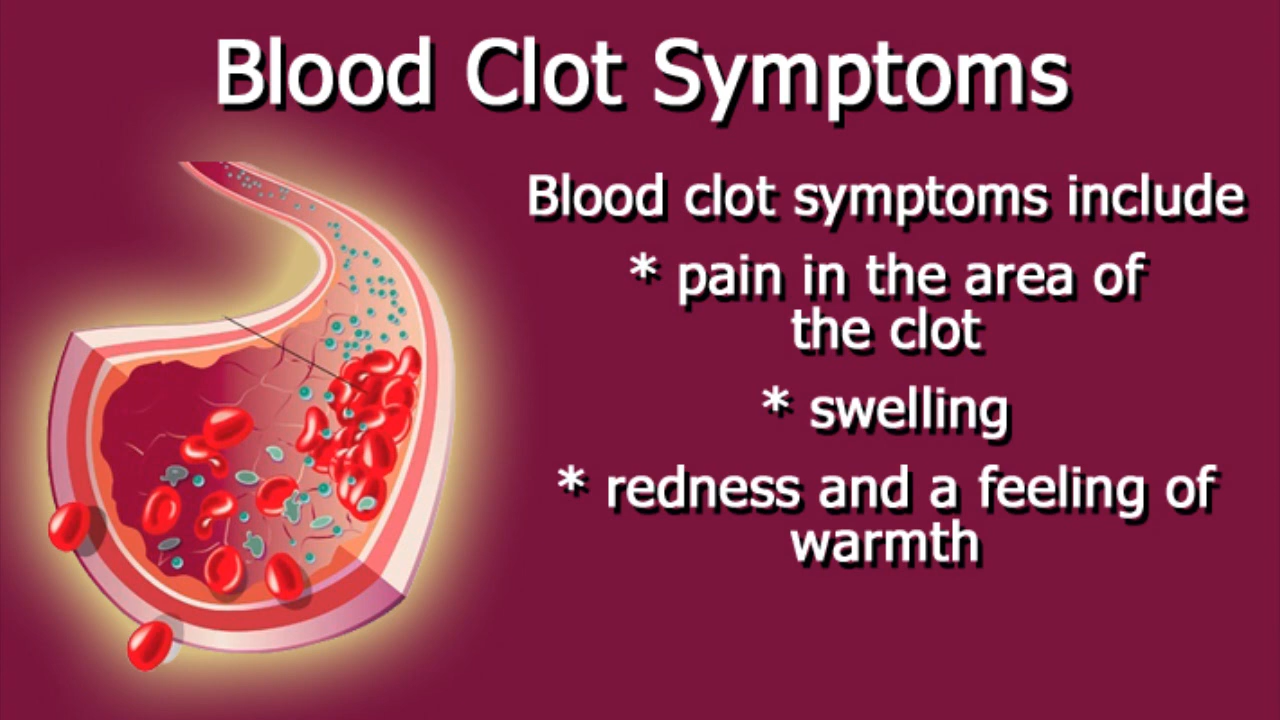 Blood Clot Symptoms
Blood clot symptoms include
* pain in the area of
the clot
* swelling
* redness and a feeling of
warmth